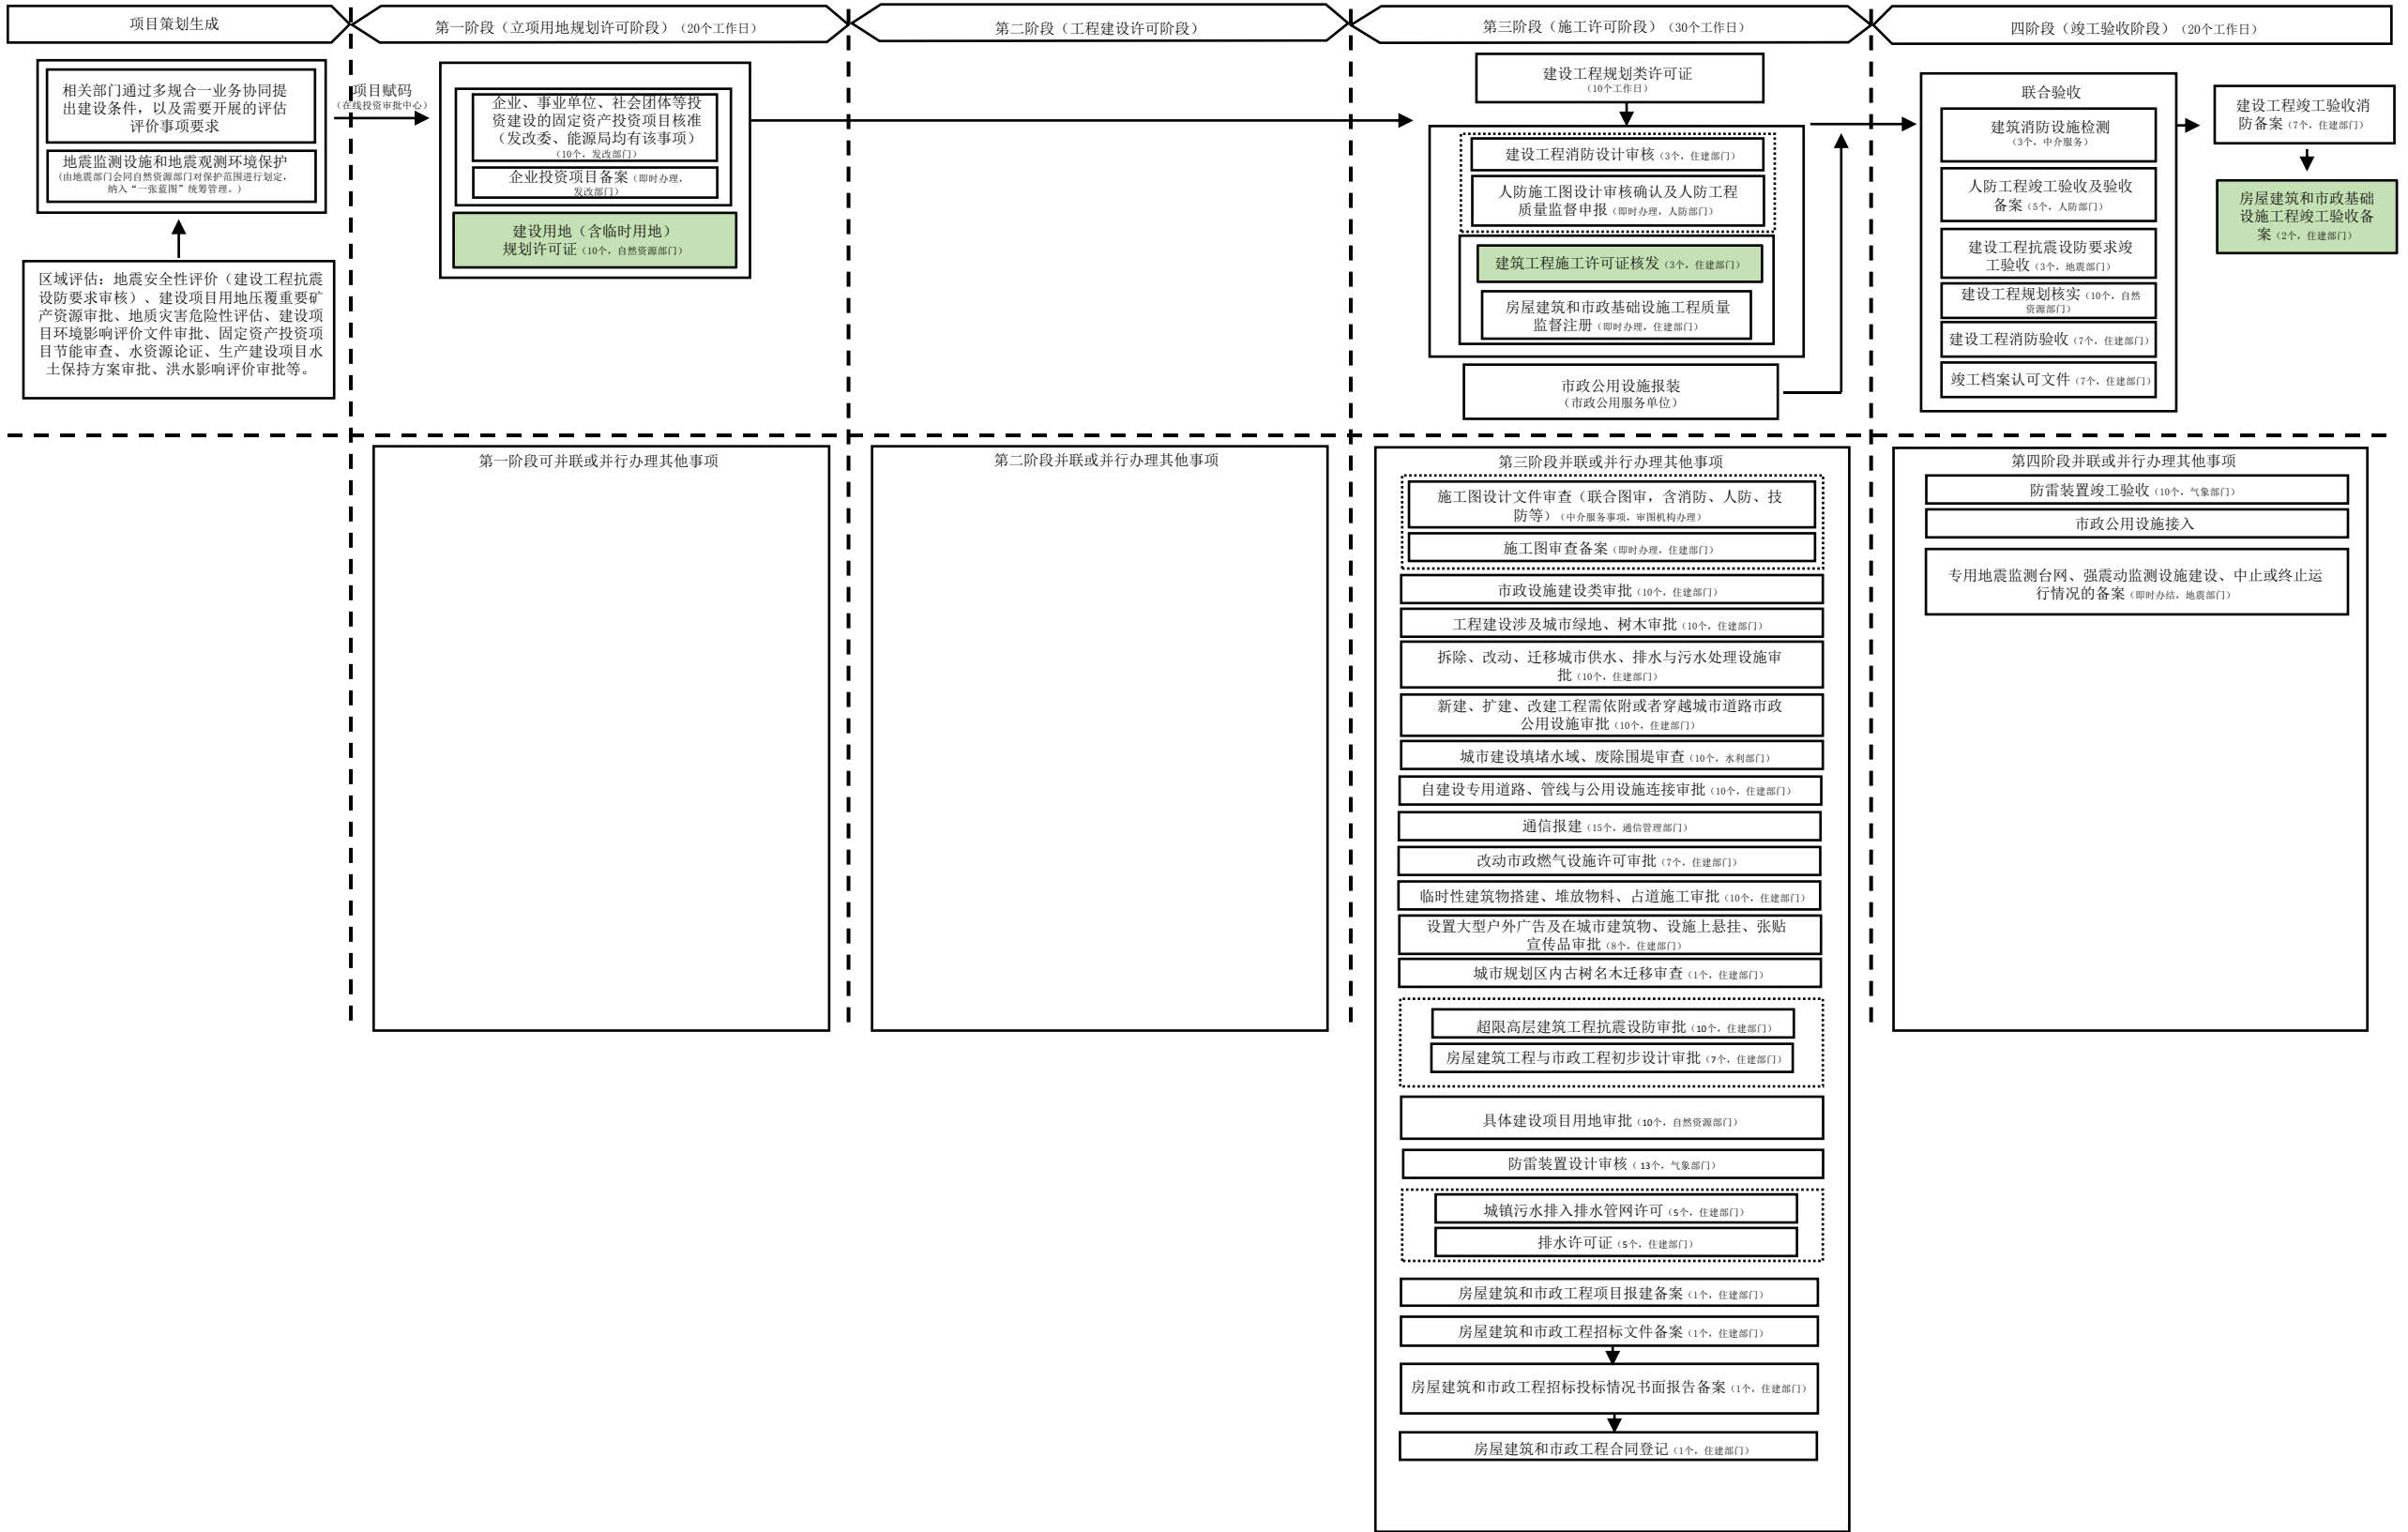 项目策划生成
第一阶段（立项用地规划许可阶段）（20个工作日）
第二阶段（工程建设许可阶段）
第三阶段（施工许可阶段）（30个工作日）
四阶段（竣工验收阶段）（20个工作日）
相关部门通过多规合一业务协同提
出建设条件，以及需要开展的评估
评价事项要求
地震监测设施和地震观测环境保护
(由地震部门会同自然资源部门对保护范围进行划定，
纳入“一张蓝图”统筹管理。)
区域评估：地震安全性评价（建设工程抗震
设防要求审核）、建设项目用地压覆重要矿
产资源审批、地质灾害危险性评估、建设项
目环境影响评价文件审批、固定资产投资项
目节能审查、水资源论证、生产建设项目水
土保持方案审批、洪水影响评价审批等。
项目赋码
（在线投资审批中心）
企业、事业单位、社会团体等投
资建设的固定资产投资项目核准
（发改委、能源局均有该事项）
（10个，发改部门）
企业投资项目备案（即时办理，
发改部门）
建设用地（含临时用地）
规划许可证（10个，自然资源部门）
建设工程规划类许可证
（10个工作日）
建设工程消防设计审核（3个，住建部门）
人防施工图设计审核确认及人防工程
质量监督申报（即时办理，人防部门）
建筑工程施工许可证核发（3个，住建部门）
房屋建筑和市政基础设施工程质量
监督注册（即时办理，住建部门）
市政公用设施报装
（市政公用服务单位）
联合验收
建筑消防设施检测
（3个，中介服务）
人防工程竣工验收及验收
备案（5个，人防部门）
建设工程抗震设防要求竣
工验收（3个，地震部门）
建设工程规划核实（10个，自然
资源部门）
建设工程消防验收（7个，住建部门）
竣工档案认可文件（7个，住建部门）
建设工程竣工验收消
防备案（7个，住建部门）
房屋建筑和市政基础
设施工程竣工验收备
案（2个，住建部门）
第一阶段可并联或并行办理其他事项
第二阶段并联或并行办理其他事项
第三阶段并联或并行办理其他事项
施工图设计文件审查（联合图审，含消防、人防、技
防等）（中介服务事项，审图机构办理）
施工图审查备案（即时办理，住建部门）
市政设施建设类审批（10个，住建部门）
工程建设涉及城市绿地、树木审批（10个，住建部门）
拆除、改动、迁移城市供水、排水与污水处理设施审
批（10个，住建部门）
新建、扩建、改建工程需依附或者穿越城市道路市政
公用设施审批（10个，住建部门）
城市建设填堵水域、废除围堤审查（10个，水利部门）
自建设专用道路、管线与公用设施连接审批（10个，住建部门）
通信报建（15个，通信管理部门）
改动市政燃气设施许可审批（7个，住建部门）
临时性建筑物搭建、堆放物料、占道施工审批（10个，住建部门）
设置大型户外广告及在城市建筑物、设施上悬挂、张贴
宣传品审批（8个，住建部门）
城市规划区内古树名木迁移审查（1个，住建部门）
超限高层建筑工程抗震设防审批（10个，住建部门）
房屋建筑工程与市政工程初步设计审批（7个，住建部门）
具体建设项目用地审批（10个，自然资源部门）
防雷装置设计审核（ 13个，气象部门）
城镇污水排入排水管网许可（5个，住建部门）
排水许可证（5个，住建部门）
房屋建筑和市政工程项目报建备案（1个，住建部门）
房屋建筑和市政工程招标文件备案（1个，住建部门）
房屋建筑和市政工程招标投标情况书面报告备案（1个，住建部门）
房屋建筑和市政工程合同登记（1个，住建部门）
第四阶段并联或并行办理其他事项
防雷装置竣工验收（10个，气象部门）
市政公用设施接入
专用地震监测台网、强震动监测设施建设、中止或终止运
行情况的备案（即时办结，地震部门）